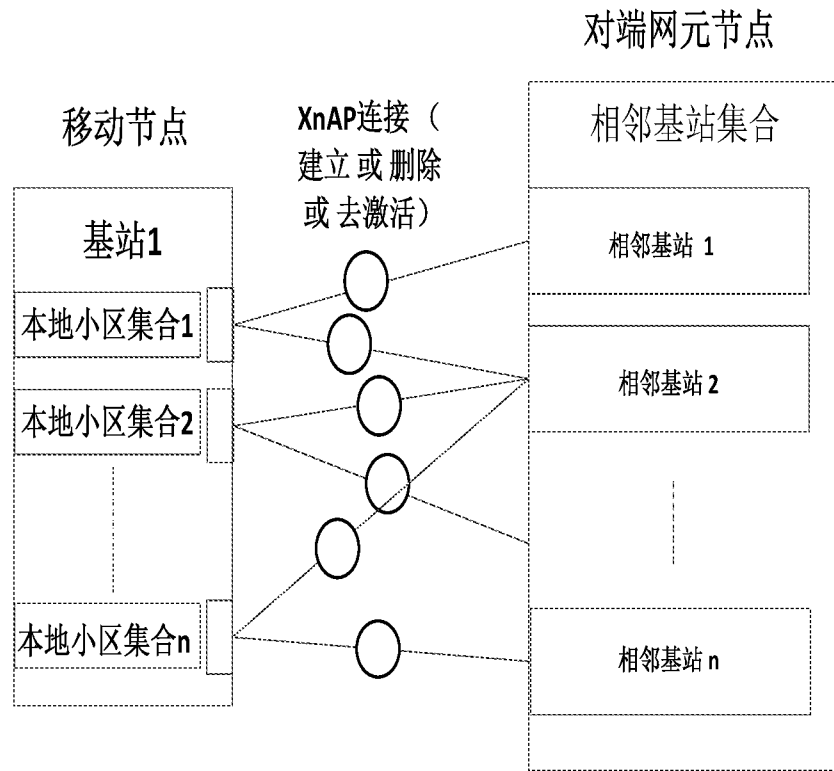 对端网元节点
移动节点
XnAP连接（
建立 或 删除
或 去激活）
相邻基站集合
基站1
本地小区集合1
本地小区集合2
本地小区集合n
相邻基站 1
相邻基站 2
相邻基站 n